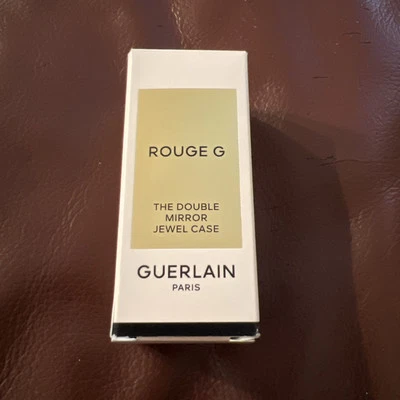 ROUGE G
THE DOUBLE
MIRROR
JEWEL CASE
GUERLAIN
PARIS